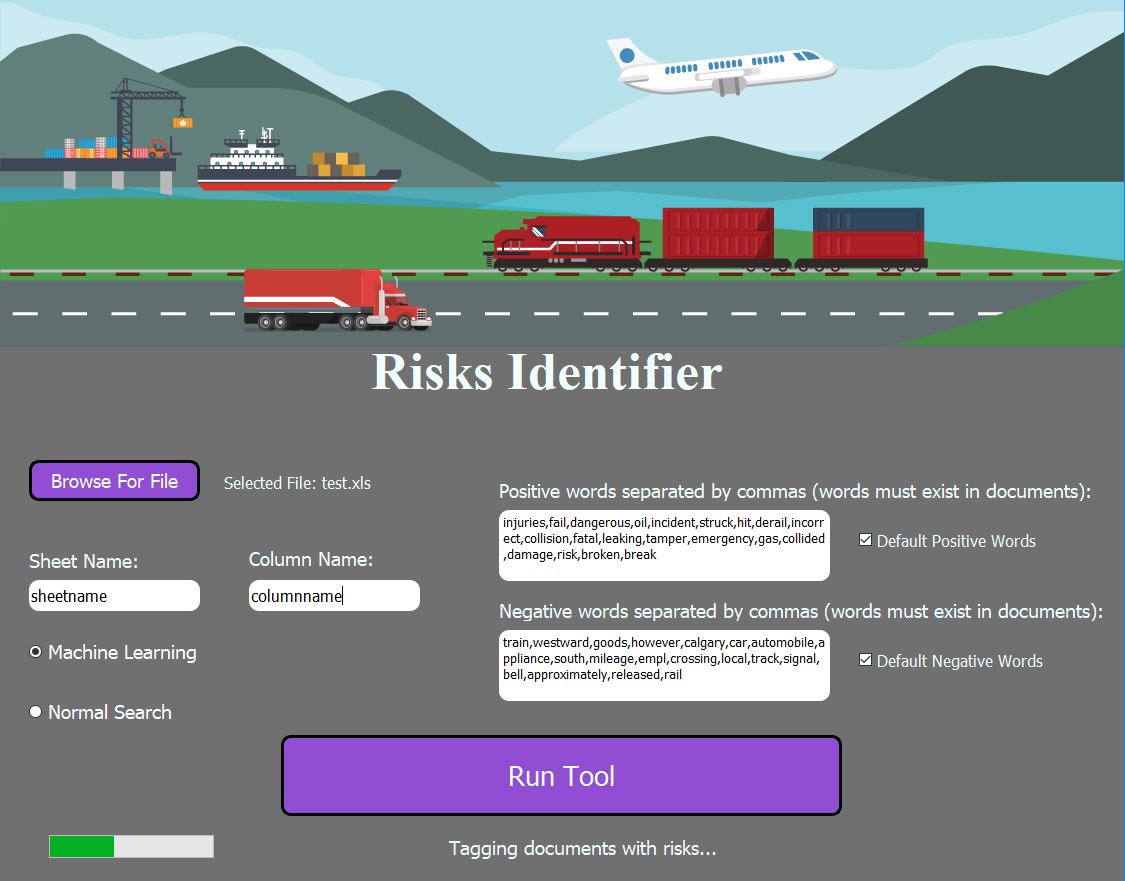 Risks Identifier
Browse For File
Selected File: test.xls
Sheet Name:
Column Name:
sheetname
columnname
Machine Learning
Normal Search
Positive words separated by commas (words must exist in documents):
injuries,fail,dangerous,oil,incident,struck,hit,derail,incorr
ect,collision,fatal,leaking,tamper,emergency,gas,collided
,damage,risk,broken,break
Default Positive Words
Negative words separated by commas (words must exist in documents):
train,westward,goods,however,calgary,car,automobile,a
ppliance,south,mileage,empl,crossing,local,track,signal,
bell,approximately,released,rail
Default Negative Words
Run Tool
Tagging documents with risks...